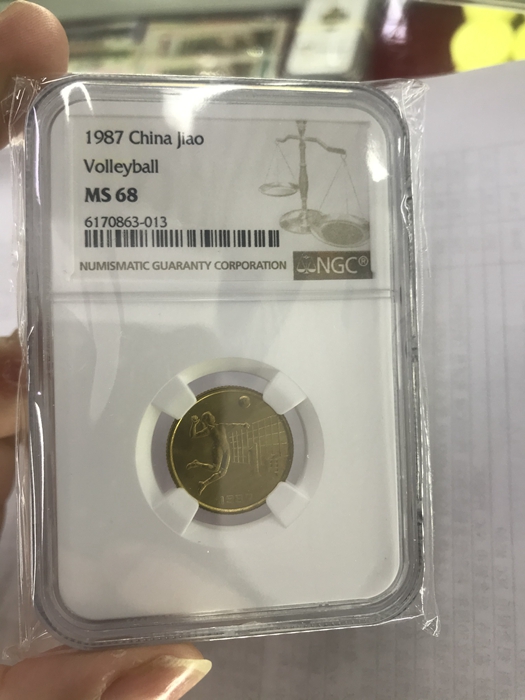 1987 China Jiao
Volleyball
MS 68
6170863-013
NUMISMATIC GUARANTY CORPORATION
NGC®